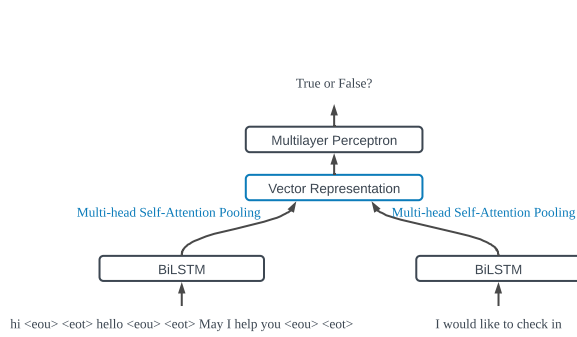 True or False?
Multilayer Perceptron
Vector Representation
Multi-head Self-Attention Pooling
Multi-head Self-Attention Pooling
BiLSTM
BiLSTM
hi <eou> <eot> hello <eou> <eot> May I help you <eou> <eot>
I would like to check in